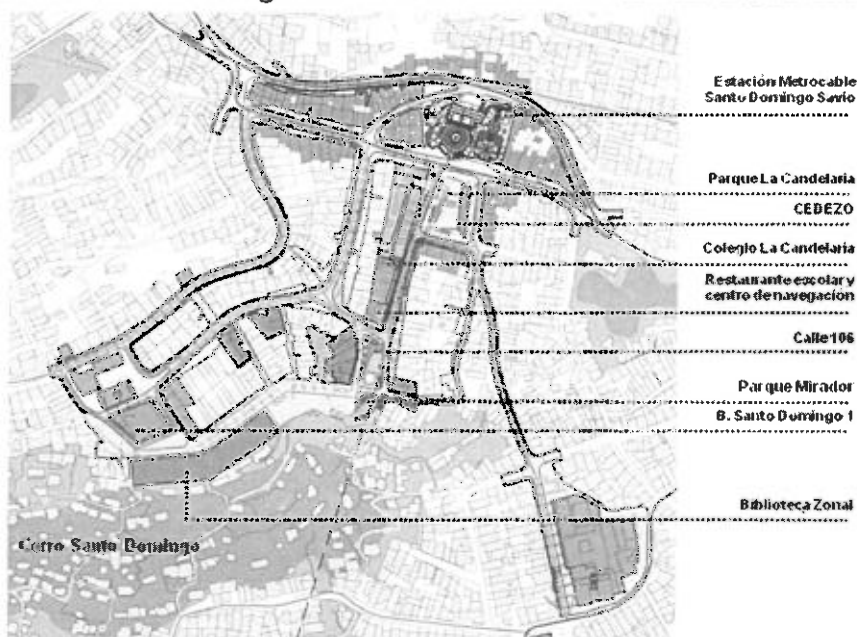 Estación Metrocable
Santo Domingo Savio
Parque La Candelaria
CEDEZO
Colegio La Candelaria
Restaurante escolar y
centro de navegación
Calle 106
Parque Mirador
B. Santo Domingo 1
Biblioteca Zonal
Cerro Santo Domingo